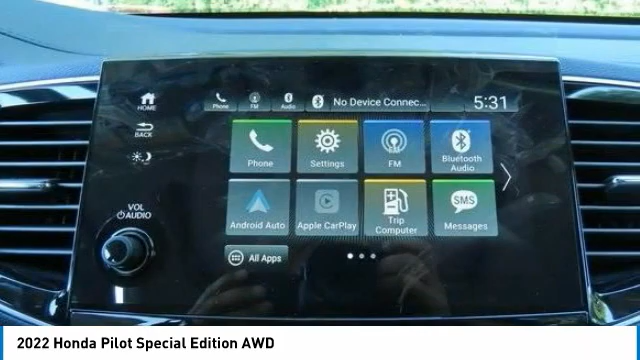 HOME
Phone
FM
Audio
No Device Connec...
5:31
BACK
Phone
Settings
FM
Bluetooth
Audio
VOL
AUDIO
Android Auto
Apple CarPlay
Trip
Computer
SMS
Messages
All Apps
2022 Honda Pilot Special Edition AWD